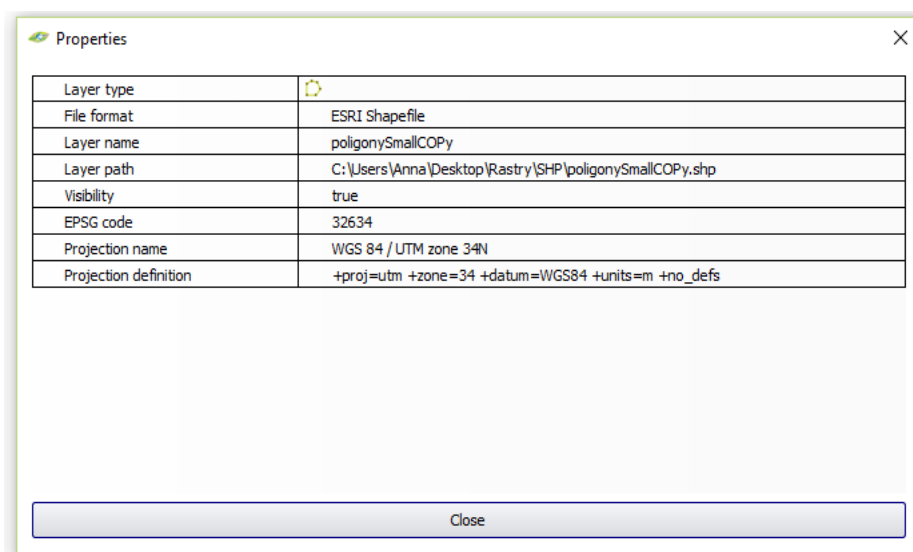 Properties
Layer type
File format ESRI Shapefile
Layer name poligonySmallCOPy
Layer path C:\Users\Anna\Desktop\Rastry\SHP\poligonySmallCOPy.shp
Visibility true
EPSG code 32634
Projection name WGS 84 / UTM zone 34N
Projection definition +proj=utm +zone=34 +datum=WGS84 +units=m +no_defs
Close